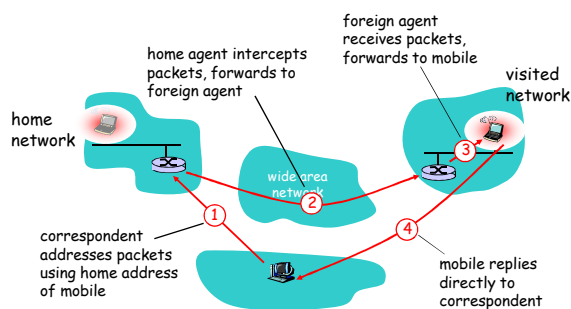 foreign agent
receives packets,
forwards to mobile
home agent intercepts
packets, forwards to
foreign agent
visited
network
home
network
3
wide area
network
2
1
4
correspondent
addresses packets
using home address
of mobile
mobile replies
directly to
correspondent